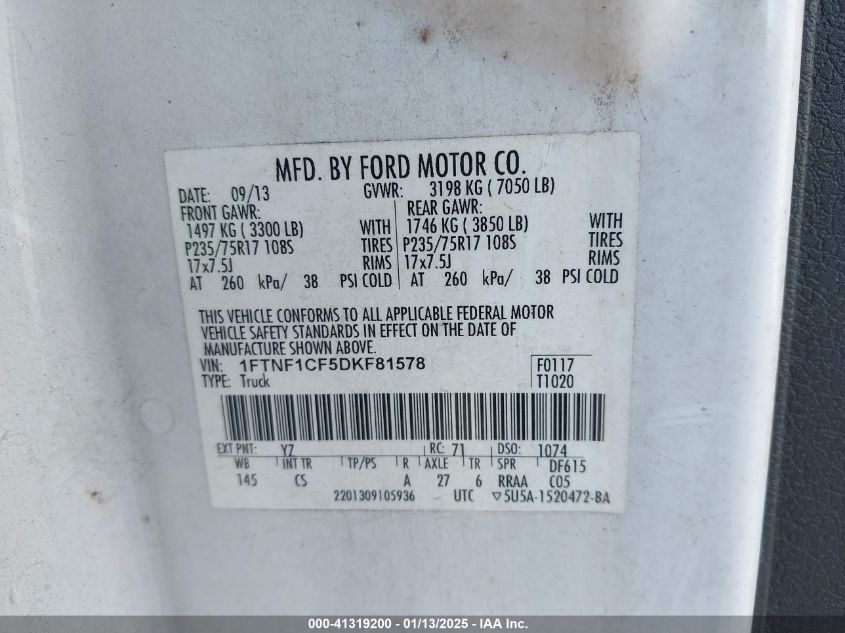 MFD. BY FORD MOTOR CO.
DATE: 09/13 GVWR: 3198 KG ( 7050 LB)
FRONT GAWR: REAR GAWR:
1497 KG ( 3300 LB) WITH 1746 KG ( 3850 LB) WITH
P235/75R17 108S TIRES P235/75R17 108S TIRES
17x7.5J RIMS 17x7.5J RIMS
AT 260 kPa/ 38 PSI COLD AT 260 kPa/ 38 PSI COLD
THIS VEHICLE CONFORMS TO ALL APPLICABLE FEDERAL MOTOR
VEHICLE SAFETY STANDARDS IN EFFECT ON THE DATE OF
MANUFACTURE SHOWN ABOVE.
VIN: 1FTNF1CF5DKF81578 F0117
TYPE: Truck T1020
EXT PNT: YZ RC: 71 DSO: 1074
WB INT TR TP/PS R AXLE TR SPR DF615
145 CS A 27 6 RRAA C05
2201309105936 UTC ▽5U5A-1520472-BA
000-41319200 - 01/13/2025 - IAA Inc.